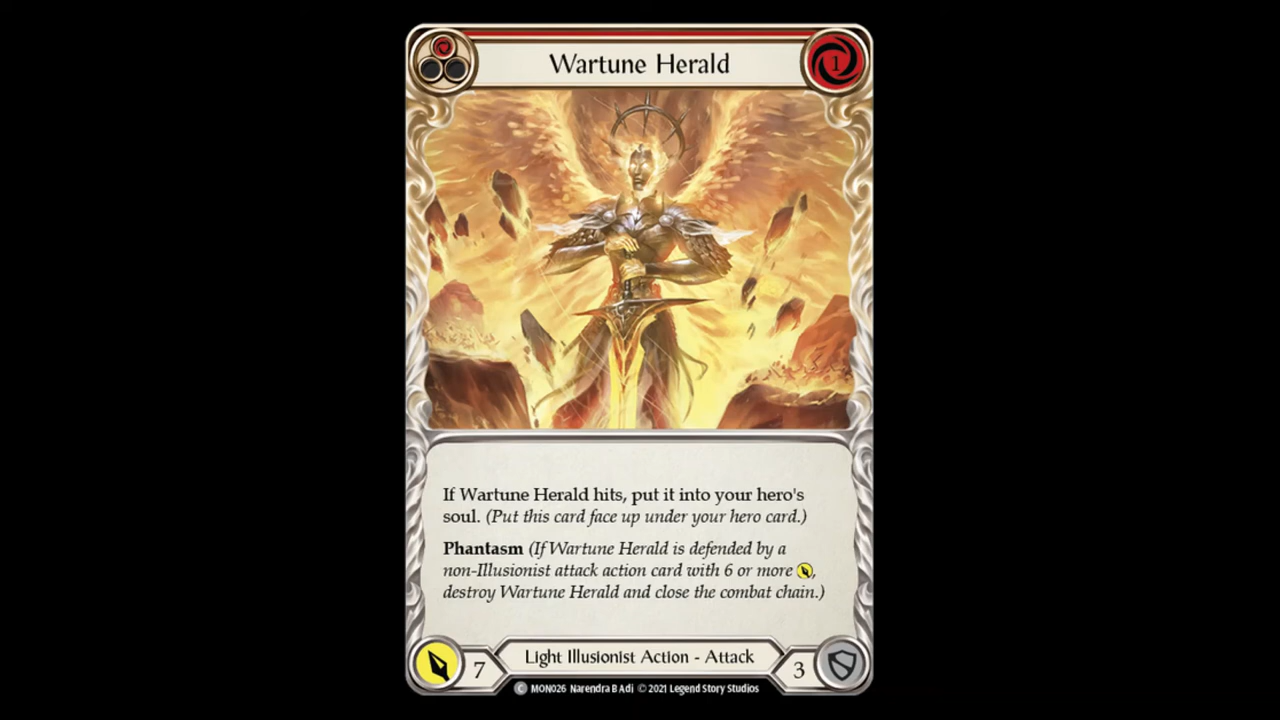 Wartune Herald
1
If Wartune Herald hits, put it into your hero's
soul. (Put this card face up under your hero card.)
Phantasm (If Wartune Herald is defended by a
non-Illusionist attack action card with 6 or more ,
destroy Wartune Herald and close the combat chain.)
7
Light Illusionist Action - Attack
3
C MON026 Narendra B Adi © 2021 Legend Story Studios